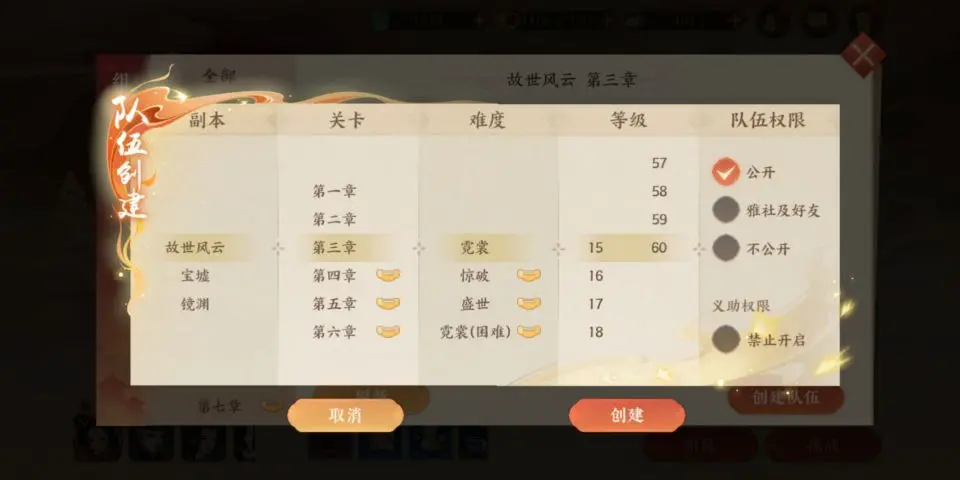 组
全部
故世风云 第三章
队伍创建
副本
关卡
难度
等级
队伍权限
57
第一章
58
第二章
59
故世风云
第三章
霓裳
15
60
宝墟
第四章
惊破
16
镜渊
第五章
盛世
17
第六章
霓裳(困难)
18
公开
雅社及好友
不公开
义助权限
禁止开启
第七章
刷新
创建队伍
取消
创建